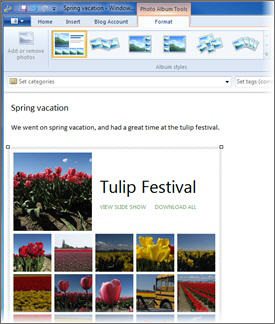 Spring vacation - Window...
Photo Album Tools
Home
Insert
Blog Account
Format
Add or remove
photos
Album styles
Set categories
Set tags (com
Spring vacation
We went on spring vacation, and had a great time at the tulip festival.
Tulip Festival
VIEW SLIDE SHOW
DOWNLOAD ALL